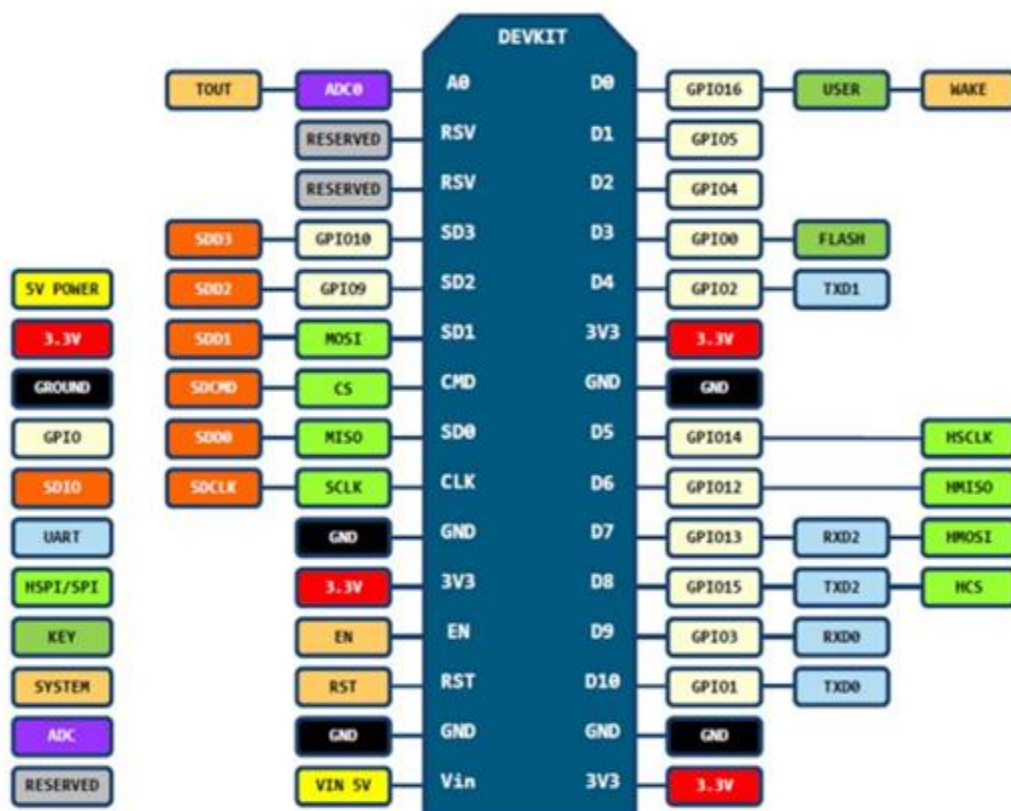 DEVKIT
TOUT ADC0 A0 D0 GPIO16 USER WAKE
RESERVED RSV D1 GPIO5
RESERVED RSV D2 GPIO4
SDD3 GPIO10 SD3 D3 GPIO0 FLASH
5V POWER SDD2 GPIO9 SD2 D4 GPIO2 TXD1
3.3V SDD1 MOSI SD1 3V3 3.3V
GROUND SDCMD CS CMD GND GND
GPIO SDD0 MISO SD0 D5 GPIO14 HSCLK
SDIO SDCLK SCLK CLK D6 GPIO12 HMISO
UART GND GND D7 GPIO13 RXD2 HMOSI
HSPI/SPI 3.3V 3V3 D8 GPIO15 TXD2 HCS
KEY EN EN D9 GPIO3 RXD0
SYSTEM RST RST D10 GPIO1 TXD0
ADC GND GND GND GND
RESERVED VIN 5V Vin 3V3 3.3V